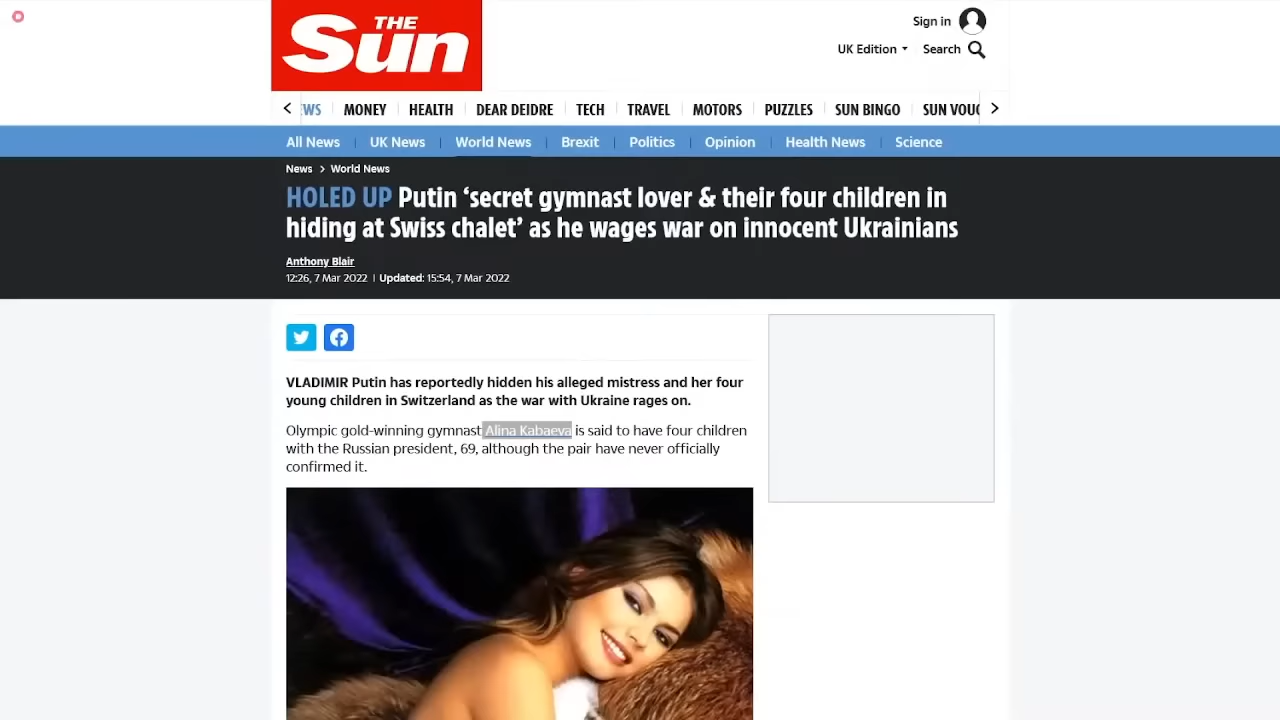 THE
Sun
Sign in
UK Edition
Search
WS
MONEY
HEALTH
DEAR DEIDRE
TECH
TRAVEL
MOTORS
PUZZLES
SUN BINGO
SUN VOUC
All News
UK News
World News
Brexit
Politics
Opinion
Health News
Science
News > World News
HOLED UP Putin ‘secret gymnast lover & their four children in
hiding at Swiss chalet’ as he wages war on innocent Ukrainians
Anthony Blair
12:26, 7 Mar 2022 | Updated: 15:54, 7 Mar 2022
VLADIMIR Putin has reportedly hidden his alleged mistress and her four
young children in Switzerland as the war with Ukraine rages on.
Olympic gold-winning gymnast Alina Kabaeva is said to have four children
with the Russian president, 69, although the pair have never officially
confirmed it.